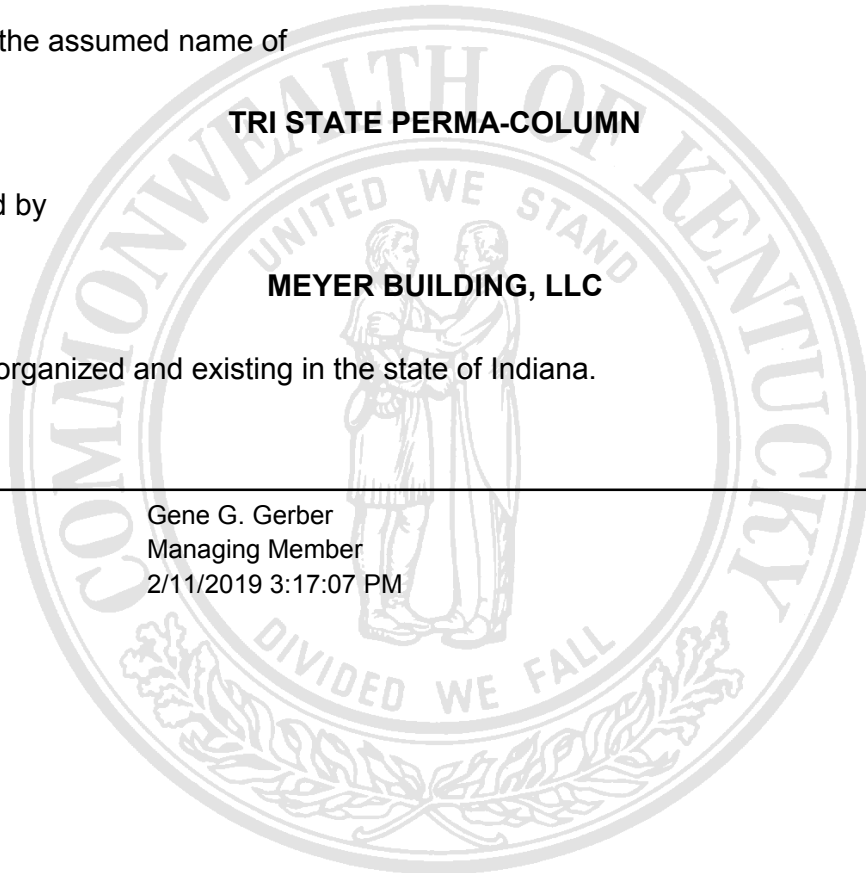 the assumed name of
TRI STATE PERMA-COLUMN
d by
MEYER BUILDING, LLC
organized and existing in the state of Indiana.
Gene G. Gerber
Managing Member
2/11/2019 3:17:07 PM
COMMONWEALTH OF KENTUCKY
UNITED WE STAND
DIVIDED WE FALL